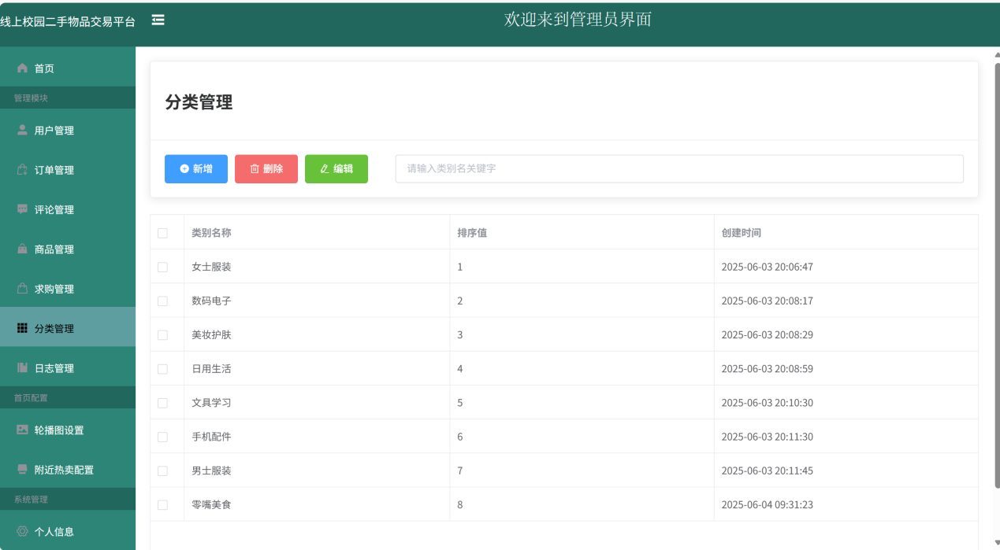 线上校园二手物品交易平台
欢迎来到管理员界面
首页
管理模块
用户管理
订单管理
评论管理
商品管理
求购管理
分类管理
日志管理
首页配置
轮播图设置
附近热卖配置
系统管理
个人信息
分类管理
新增 删除 编辑 请输入类别名关键字
类别名称 排序值 创建时间
女士服装 1 2025-06-03 20:06:47
数码电子 2 2025-06-03 20:08:17
美妆护肤 3 2025-06-03 20:08:29
日用生活 4 2025-06-03 20:08:59
文具学习 5 2025-06-03 20:10:30
手机配件 6 2025-06-03 20:11:30
男士服装 7 2025-06-03 20:11:45
零嘴美食 8 2025-06-04 09:31:23